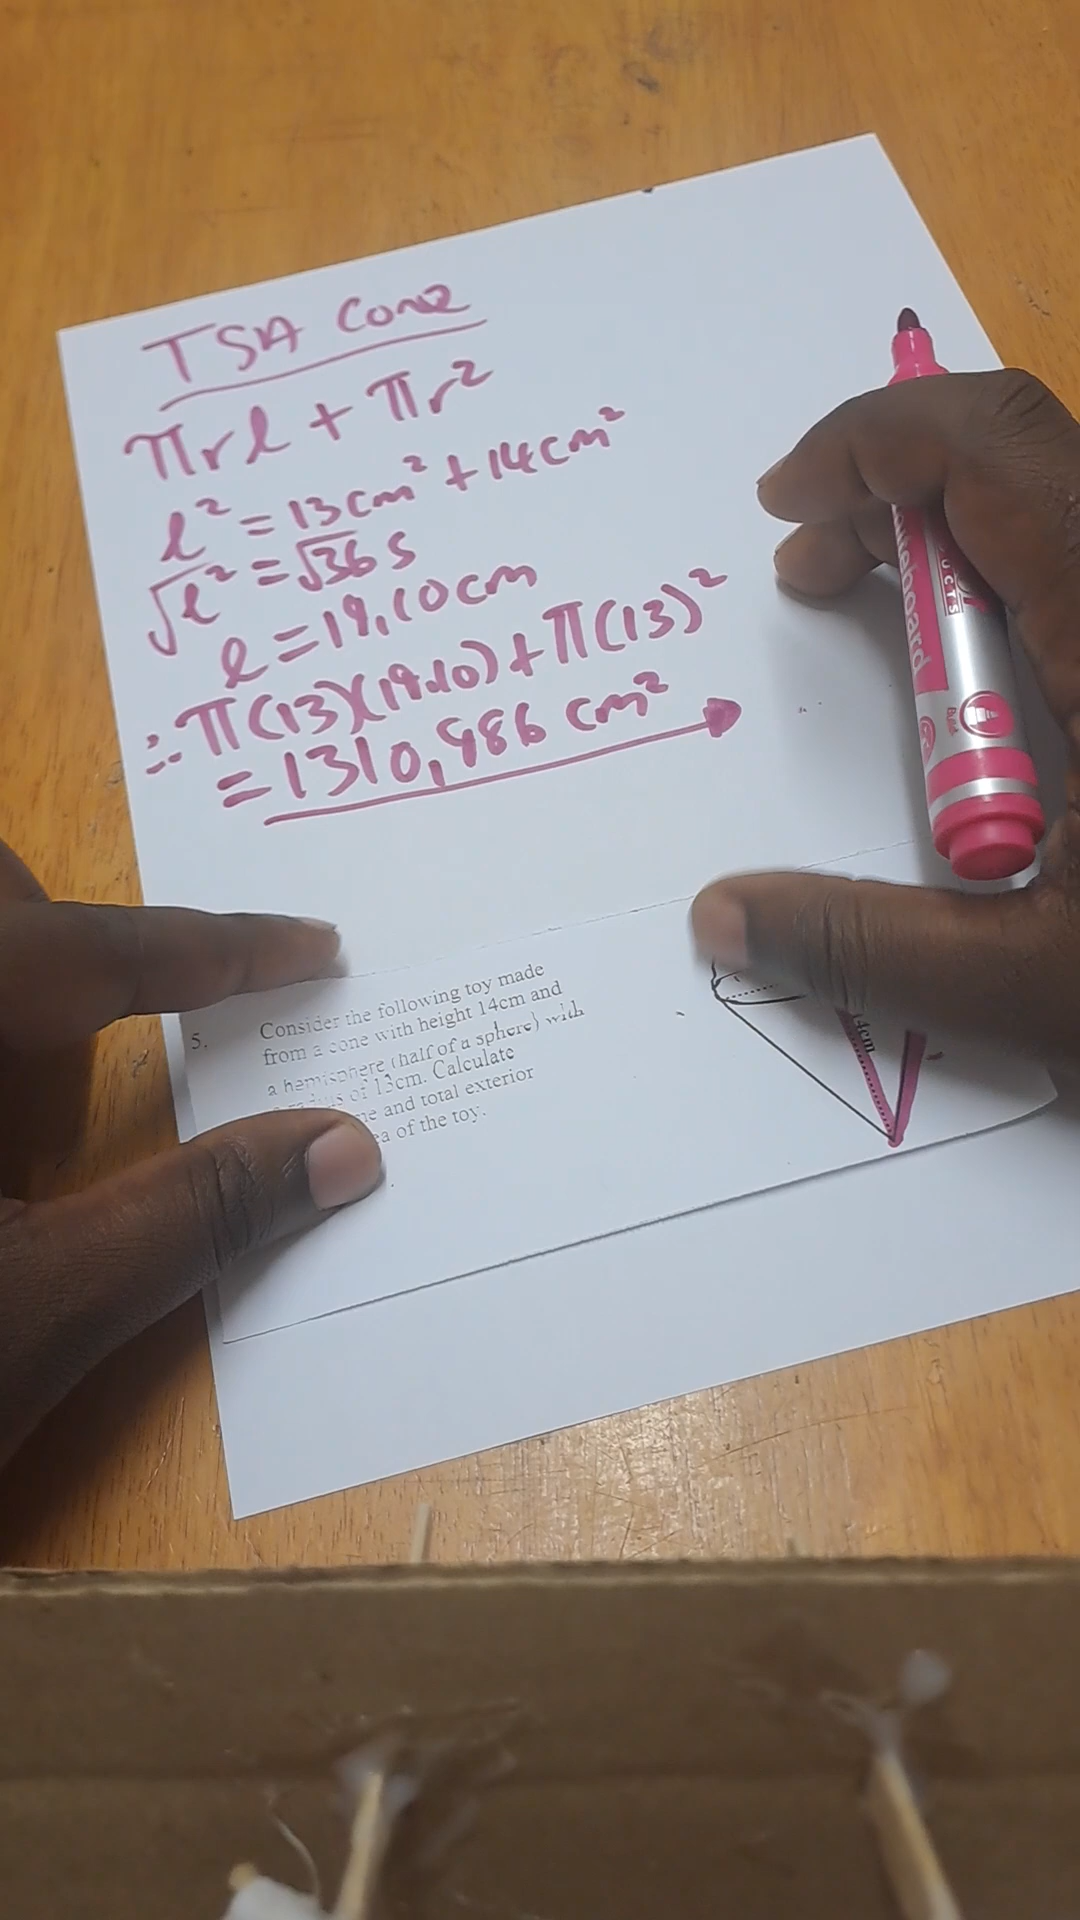 TSA Cone
πrl + πr²
l² = 13cm² + 14cm²
√l² = √365
l = 19,10cm
∴ π(13)(19.10) + π(13)²
= 1310,986 cm²
5. Consider the following toy made
from a cone with height 14cm and
a hemisphere (half of a sphere) with
of 13cm. Calculate
and total exterior
of the toy.
14cm